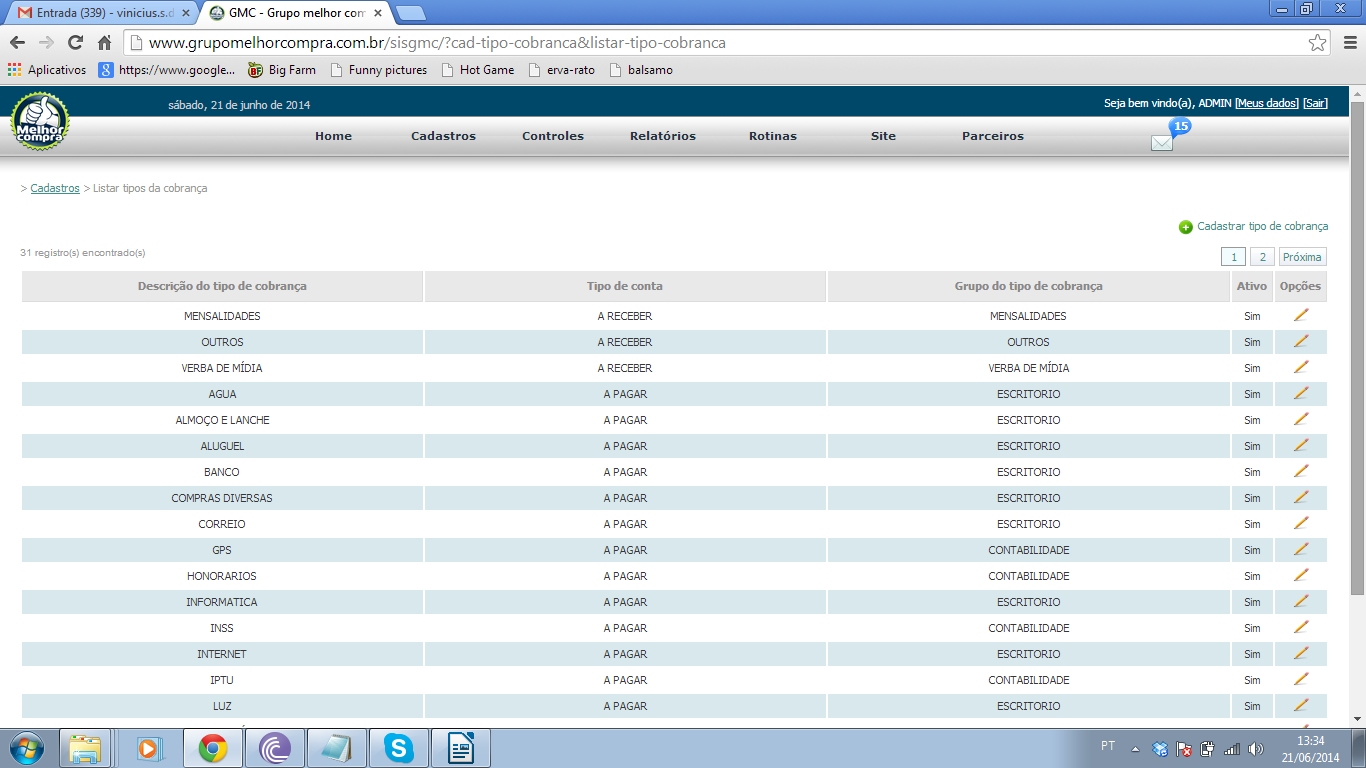 Entrada (339) - vinicius.s.d
GMC - Grupo melhor com
www.grupomelhorcompra.com.br/sisgmc/?cad-tipo-cobranca&listar-tipo-cobranca
Aplicativos https://www.google... Big Farm Funny pictures Hot Game erva-rato balsamo
Melhor compra
sábado, 21 de junho de 2014
Seja bem vindo(a), ADMIN [Meus dados] [Sair]
Home Cadastros Controles Relatórios Rotinas Site Parceiros 15
> Cadastros > Listar tipos da cobrança
Cadastrar tipo de cobrança
31 registro(s) encontrado(s)
1 2 Próxima
Descrição do tipo de cobrança Tipo de conta Grupo do tipo de cobrança Ativo Opções
MENSALIDADES A RECEBER MENSALIDADES Sim
OUTROS A RECEBER OUTROS Sim
VERBA DE MÍDIA A RECEBER VERBA DE MÍDIA Sim
AGUA A PAGAR ESCRITORIO Sim
ALMOÇO E LANCHE A PAGAR ESCRITORIO Sim
ALUGUEL A PAGAR ESCRITORIO Sim
BANCO A PAGAR ESCRITORIO Sim
COMPRAS DIVERSAS A PAGAR ESCRITORIO Sim
CORREIO A PAGAR ESCRITORIO Sim
GPS A PAGAR CONTABILIDADE Sim
HONORARIOS A PAGAR CONTABILIDADE Sim
INFORMATICA A PAGAR ESCRITORIO Sim
INSS A PAGAR CONTABILIDADE Sim
INTERNET A PAGAR ESCRITORIO Sim
IPTU A PAGAR CONTABILIDADE Sim
LUZ A PAGAR ESCRITORIO Sim
PT
13:34
21/06/2014